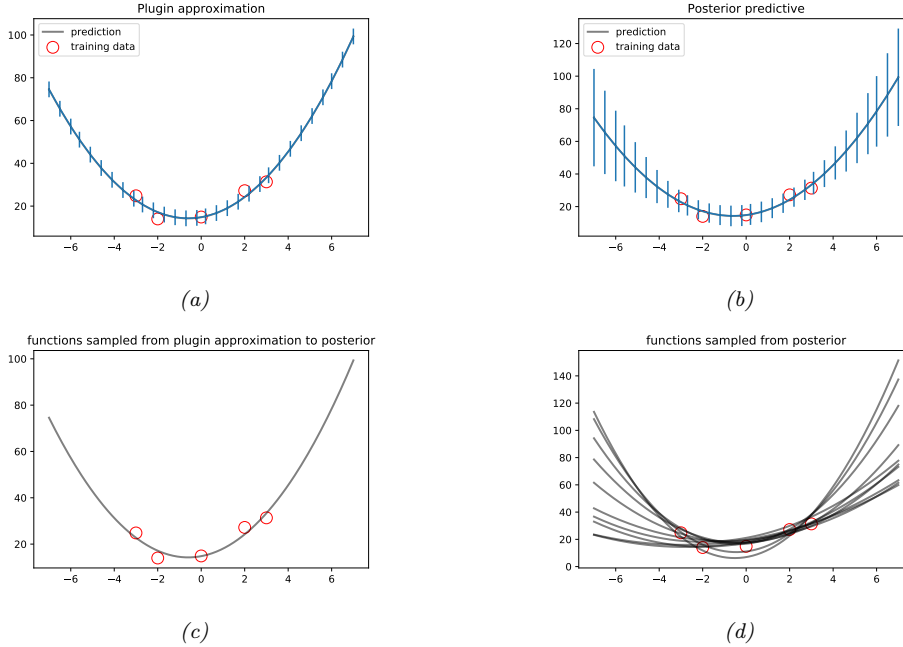 Plugin approximation
100
80
60
40
20
prediction
training data
−6 −4 −2 0 2 4 6
(a)
Posterior predictive
120
100
80
60
40
20
prediction
training data
−6 −4 −2 0 2 4 6
(b)
functions sampled from plugin approximation to posterior
100
80
60
40
20
−6 −4 −2 0 2 4 6
(c)
functions sampled from posterior
140
120
100
80
60
40
20
0
−6 −4 −2 0 2 4 6
(d)